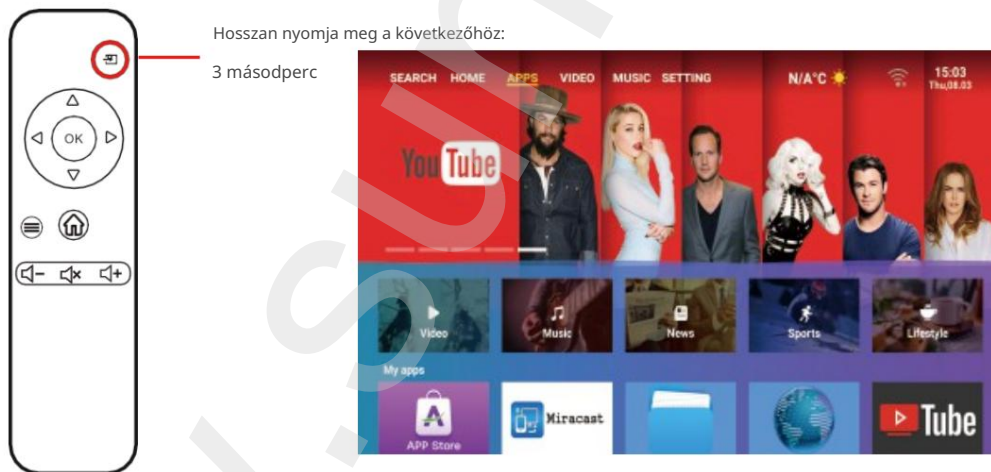 Hosszan nyomja meg a következőhöz:
3 másodperc
OK
SEARCH HOME APPS VIDEO MUSIC SETTING N/A°C 15:03
Thu,08.03
You Tube
Video Music News Sports Lifestyle
My apps
APP Store Miracast Tube